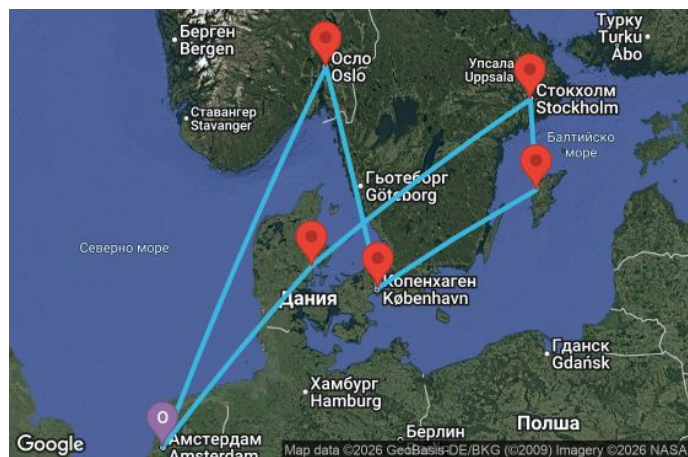 Турку
Turku
Åbo
Берген
Bergen
Осло
Oslo
Упсала
Uppsala
Стокхолм
Stockholm
Ставангер
Stavanger
Балтийско
море
Гьотеборг
Göteborg
Северно море
Копенхаген
København
Дания
Гданск
Gdańsk
Хамбург
Hamburg
O
Амстердам
Amsterdam
Берлин
Полша
Google
Map data ©2026 GeoBasis-DE/BKG (©2009) Imagery ©2026 NASA